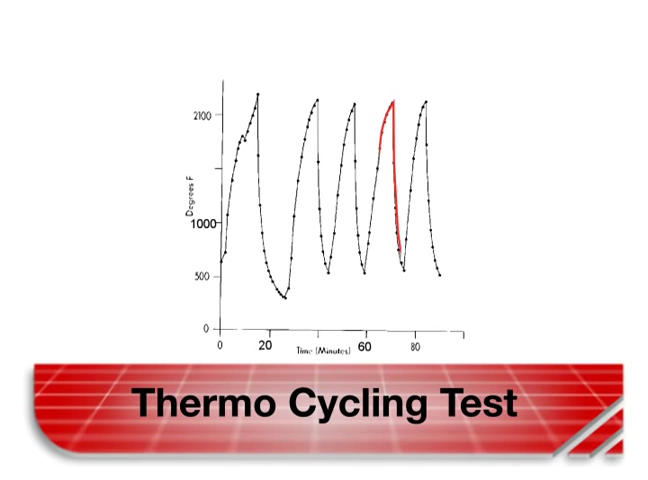 2100
Degrees F
1000
500
0
0 20 60 80
Time (Minutes)
Thermo Cycling Test